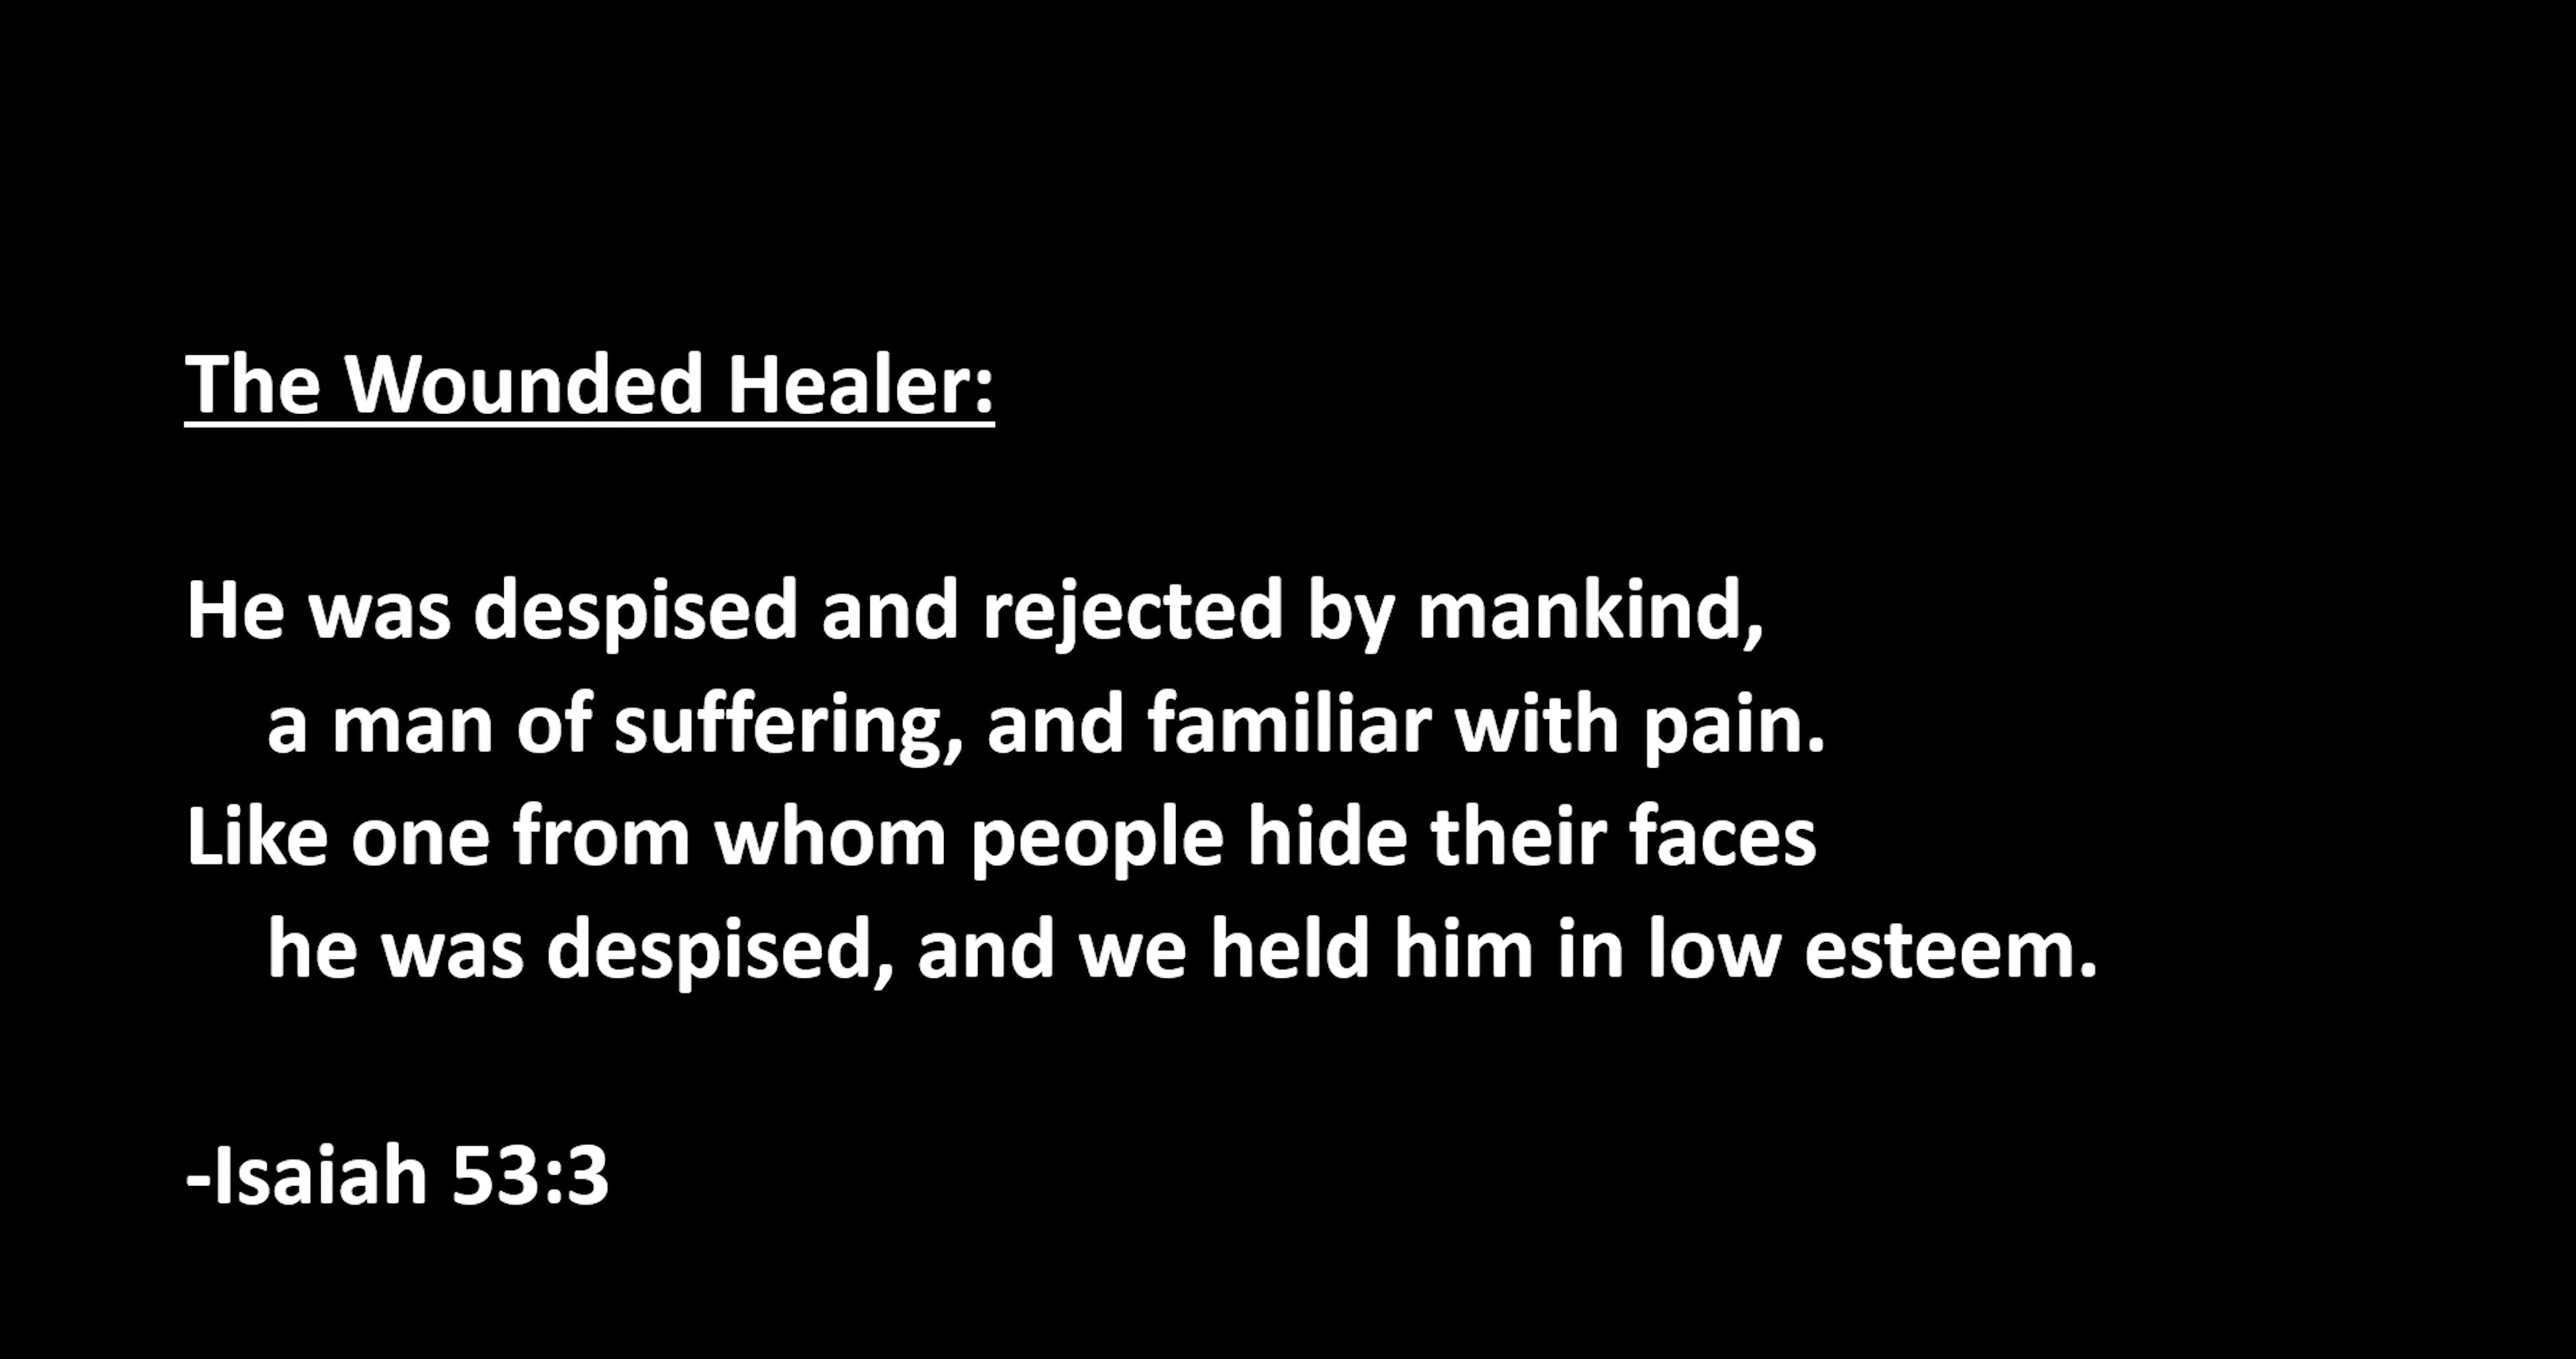 The Wounded Healer:
He was despised and rejected by mankind,
a man of suffering, and familiar with pain.
Like one from whom people hide their faces
he was despised, and we held him in low esteem.
-Isaiah 53:3